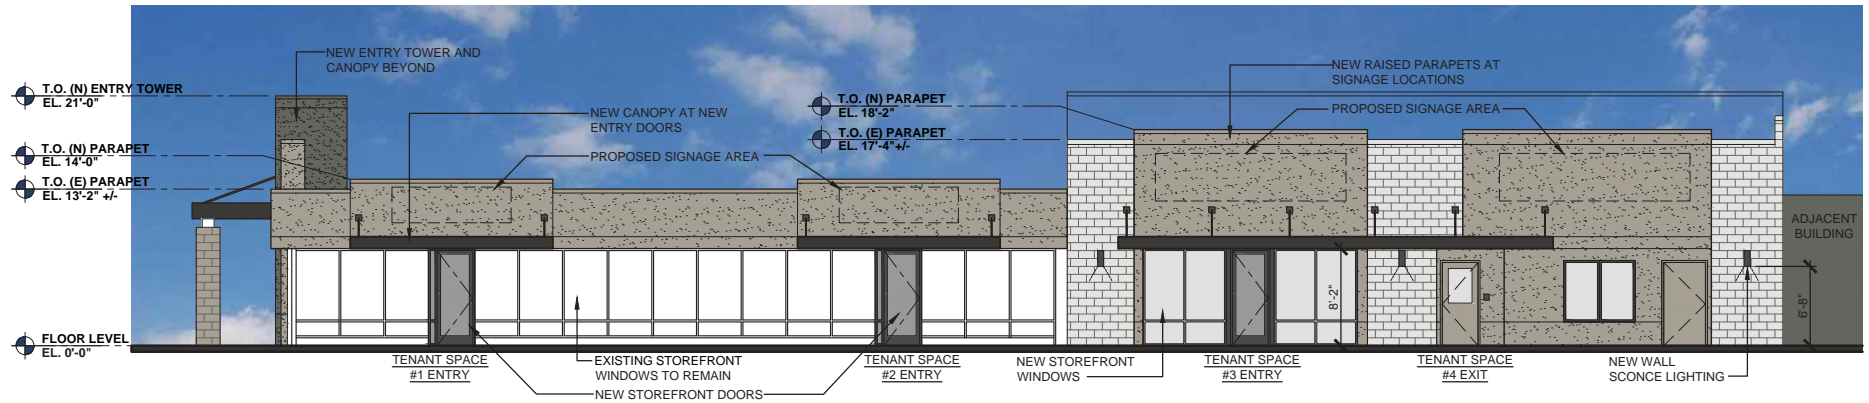 NEW ENTRY TOWER AND
CANOPY BEYOND
T.O. (N) ENTRY TOWER
EL. 21'-0"
T.O. (N) PARAPET
EL. 14'-0"
T.O. (E) PARAPET
EL. 13'-2" +/-
FLOOR LEVEL
EL. 0'-0"
NEW CANOPY AT NEW
ENTRY DOORS
PROPOSED SIGNAGE AREA
T.O. (N) PARAPET
EL. 18'-2"
T.O. (E) PARAPET
EL. 17'-4"+/-
NEW RAISED PARAPETS AT
SIGNAGE LOCATIONS
PROPOSED SIGNAGE AREA
ADJACENT
BUILDING
8'-2"
6'-8"
TENANT SPACE
#1 ENTRY
EXISTING STOREFRONT
WINDOWS TO REMAIN
NEW STOREFRONT DOORS
TENANT SPACE
#2 ENTRY
NEW STOREFRONT
WINDOWS
TENANT SPACE
#3 ENTRY
TENANT SPACE
#4 EXIT
NEW WALL
SCONCE LIGHTING